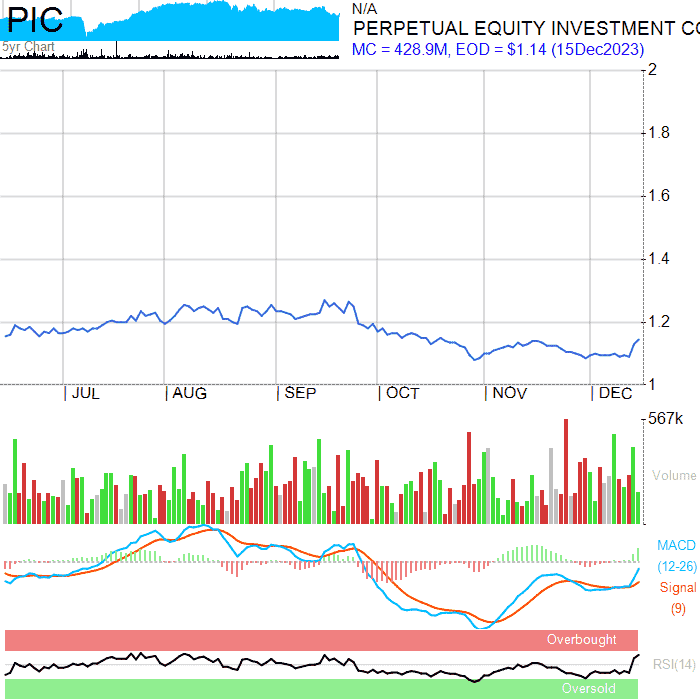 PIC
5yr Chart
N/A
PERPETUAL EQUITY INVESTMENT CO
MC = 428.9M, EOD = $1.14 (15Dec2023)
2
1.8
1.6
1.4
1.2
1
JUL
AUG
SEP
OCT
NOV
DEC
567k
Volume
MACD
(12-26)
Signal
(9)
Overbought
RSI(14)
Oversold